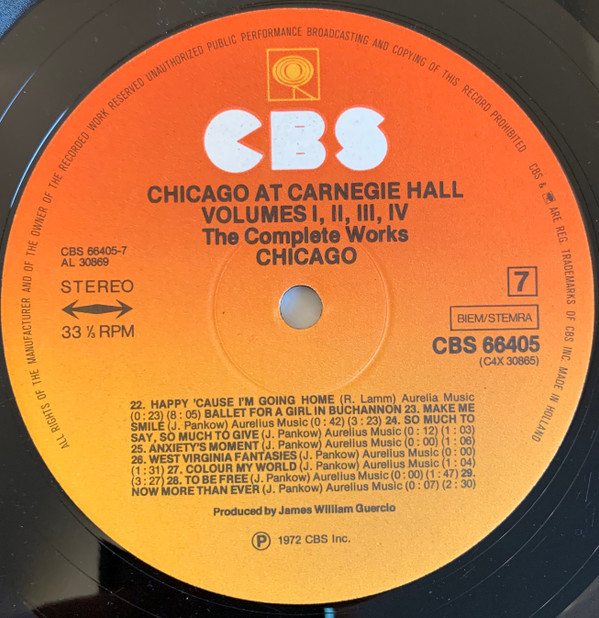 ALL RIGHTS OF THE MANUFACTURER AND OF THE OWNER OF THE RECORDED WORK RESERVED UNAUTHORIZED PUBLIC PERFORMANCE BROADCASTING AND COPYING OF THIS RECORD PROHIBITED
CBS & ARE REG. TRADEMARKS OF CBS INC. MADE IN HOLLAND
CBS
CHICAGO AT CARNEGIE HALL
VOLUMES I, II, III, IV
The Complete Works
CHICAGO
CBS 66405-7
AL 30869
STEREO
33 ⅓ RPM
7
BIEM/STEMRA
CBS 66405
(C4X 30865)
22. HAPPY 'CAUSE I'M GOING HOME (R. Lamm) Aurelia Music
(0 : 23) (8 : 05) BALLET FOR A GIRL IN BUCHANNON 23. MAKE ME
SMILE (J. Pankow) Aurelius Music (0 : 42) (3 : 23) 24. SO MUCH TO
SAY, SO MUCH TO GIVE (J. Pankow) Aurelius Music (0 : 12) (1 : 03)
25. ANXIETY'S MOMENT (J. Pankow) Aurelius Music (0 : 00) (1 : 06)
26. WEST VIRGINIA FANTASIES (J. Pankow) Aurelius Music (0 : 00)
(1 : 31) 27. COLOUR MY WORLD (J. Pankow) Aurelius Music (1 : 04)
(3 : 27) 28. TO BE FREE (J. Pankow) Aurelius Music (0 : 00) (1 : 47) 29.
NOW MORE THAN EVER (J. Pankow) Aurelius Music (0 : 07) (2 : 30)
Produced by James William Guercio
Ⓟ 1972 CBS Inc.